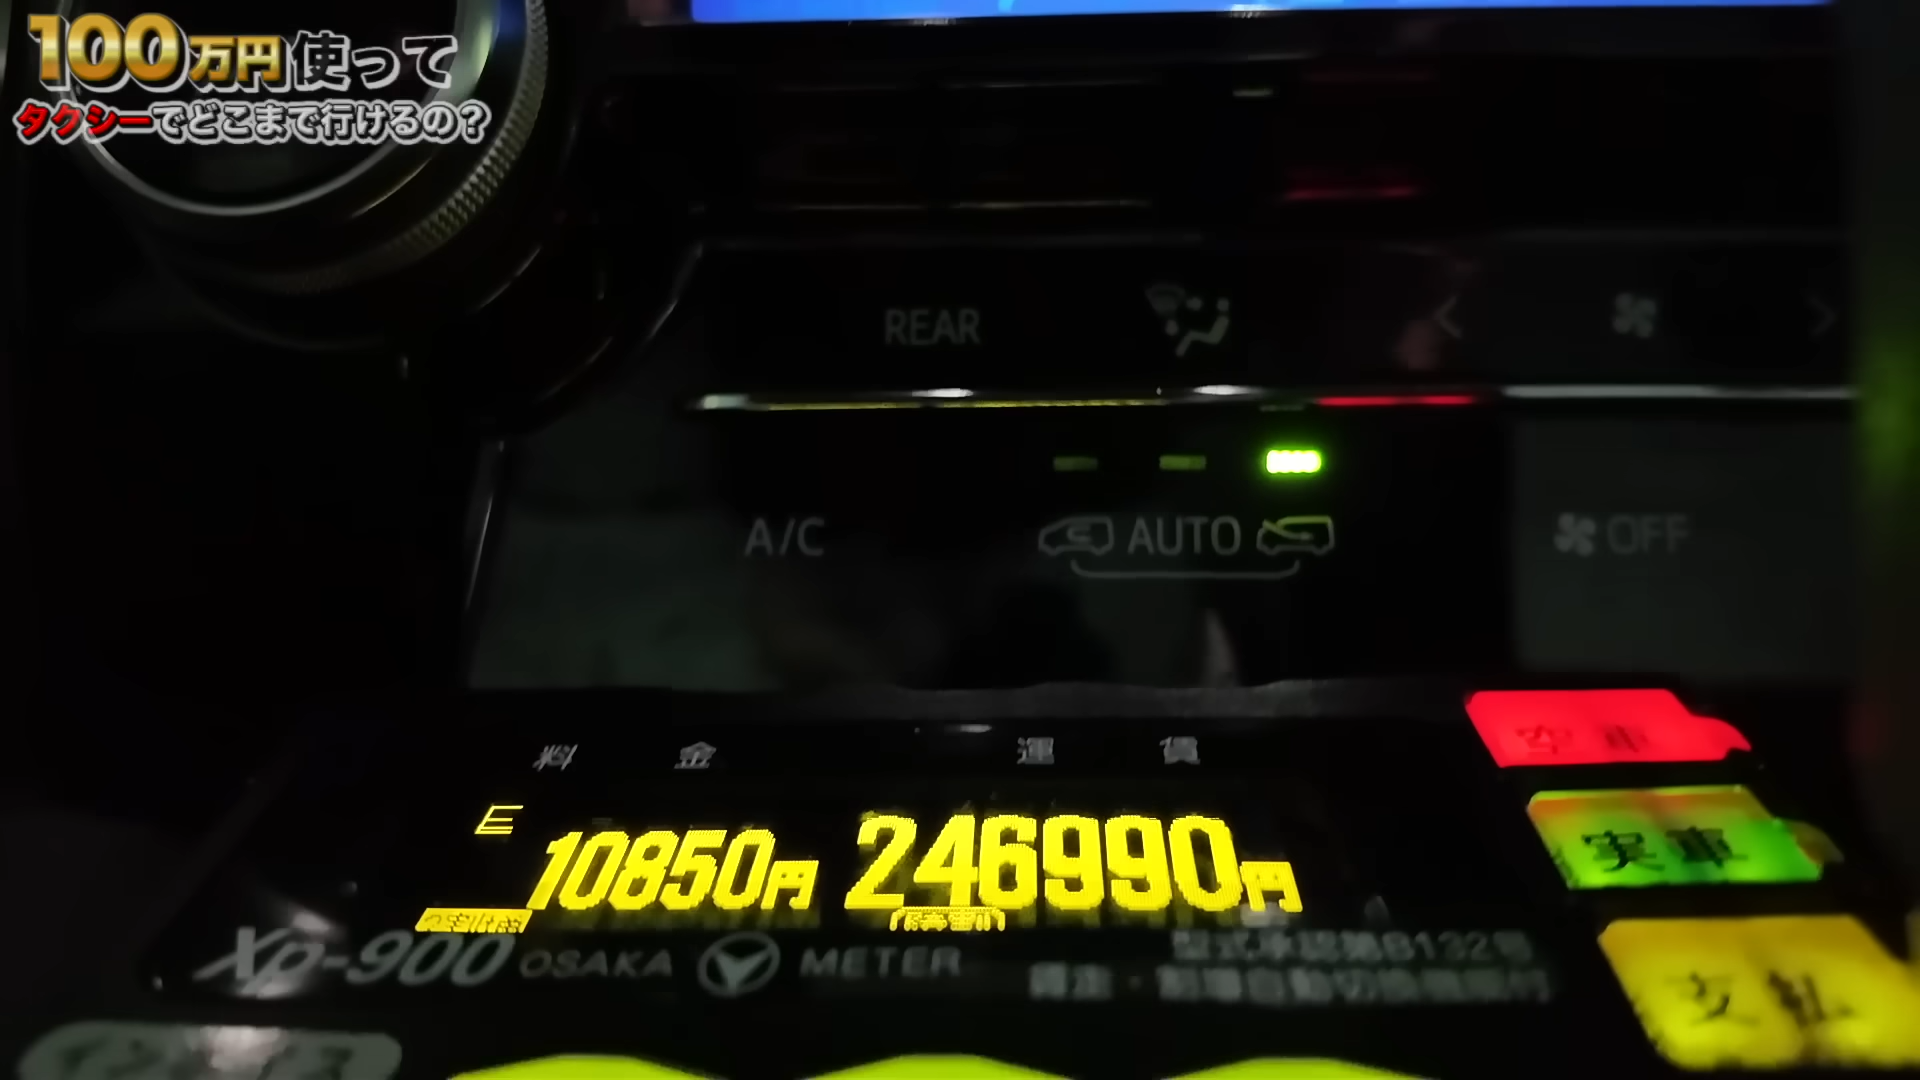 100万円使って
タクシーでどこまで行けるの?
REAR
A/C
AUTO
OFF
料 金 運 賃
10850円 246990円
空車
実車
支払
Xp-900 OSAKA METER
型式承認第B132号